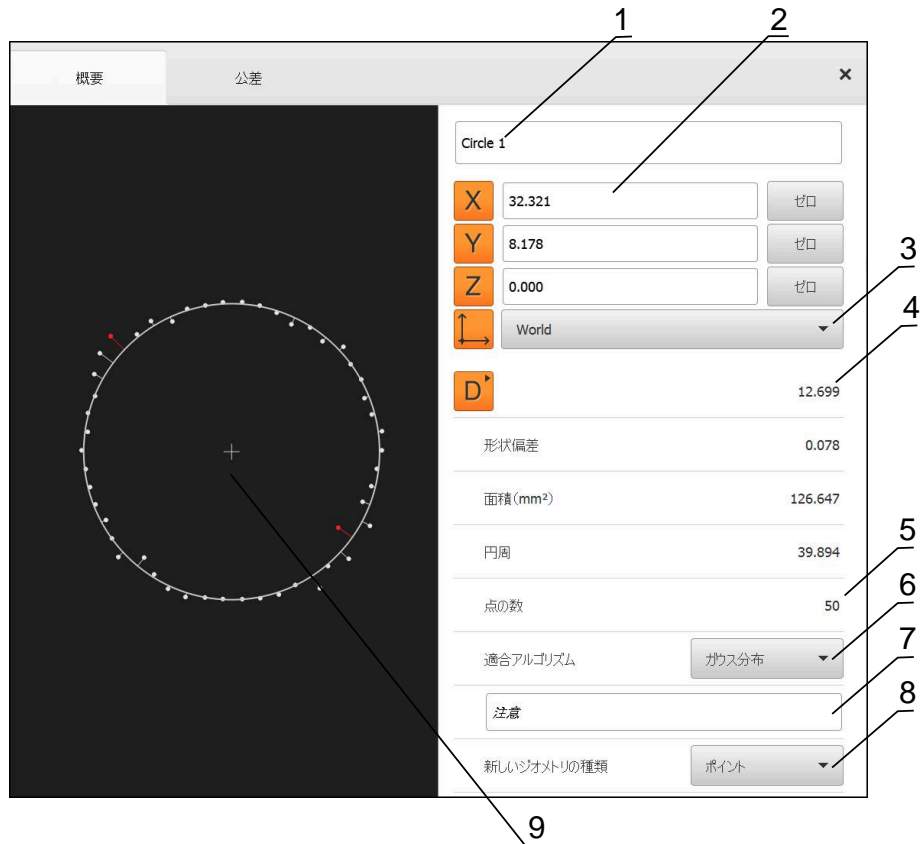 1
2
概要
公差
×
Circle 1
X
32.321
ゼロ
Y
8.178
ゼロ
3
Z
0.000
ゼロ
World
4
D
12.699
形状偏差
0.078
面積(mm²)
126.647
5
円周
39.894
点の数
50
6
適合アルゴリズム
ガウス分布
7
注意
8
新しいジオメトリの種類
ポイント
9